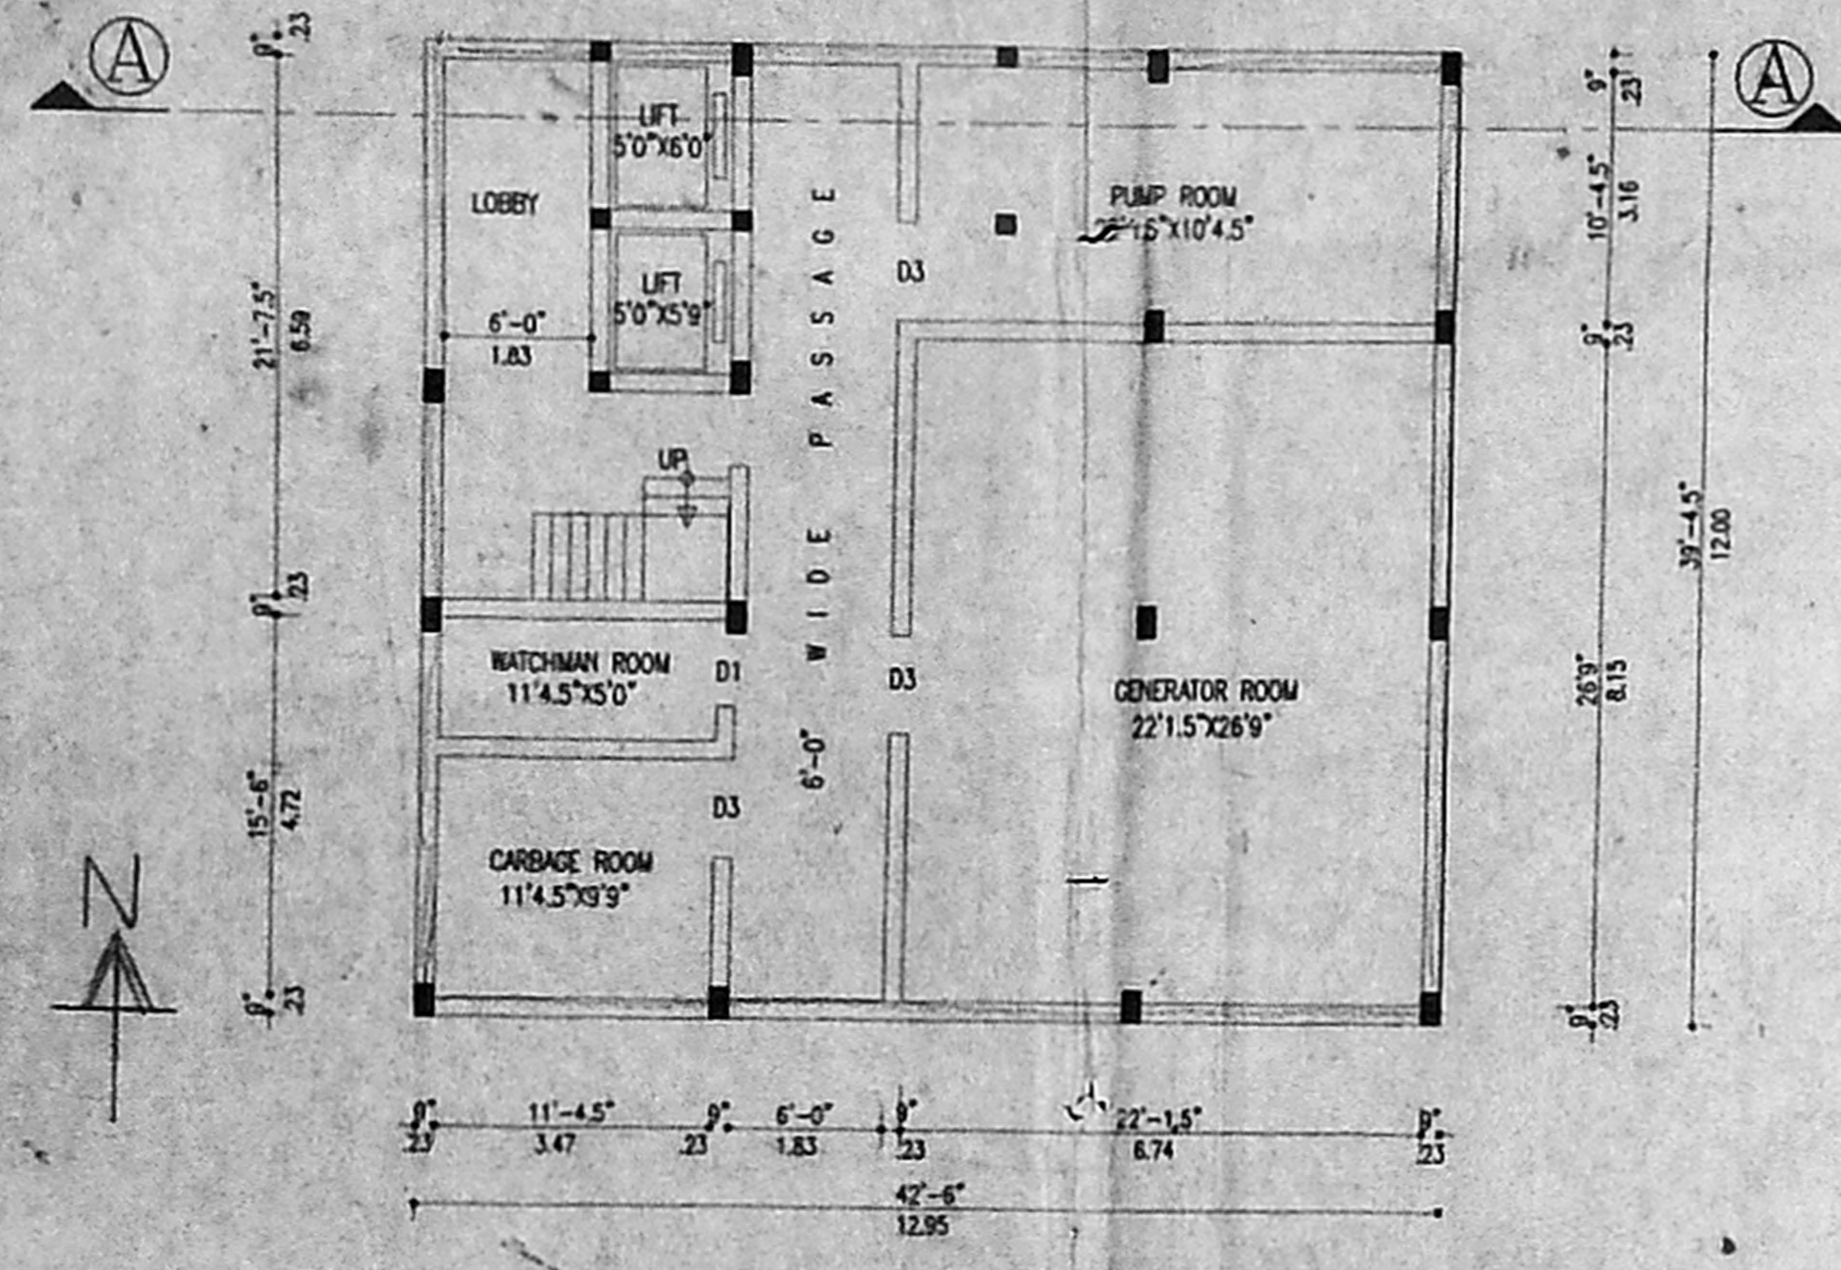 A
A
9"
.23
21'-7.5"
6.59
9"
.23
15'-6"
4.72
9"
.23
N
LIFT
5'0"X6'0"
LOBBY
LIFT
5'0"X5'9"
6'-0"
1.83
UP
6'-0" WIDE PASSAGE
D3
PUMP ROOM
X10'4.5"
WATCHMAN ROOM
11'4.5"X5'0"
D1
D3
GENERATOR ROOM
22'1.5"X26'9"
D3
CARBAGE ROOM
11'4.5"X9'9"
9"
.23
10'-4.5"
3.16
9"
.23
26'9"
8.15
9"
.23
39'-4.5"
12.00
9" 11'-4.5" 9" 6'-0" 9" 22'-1.5" 9"
.23 3.47 .23 1.83 .23 6.74 .23
42'-6"
12.95